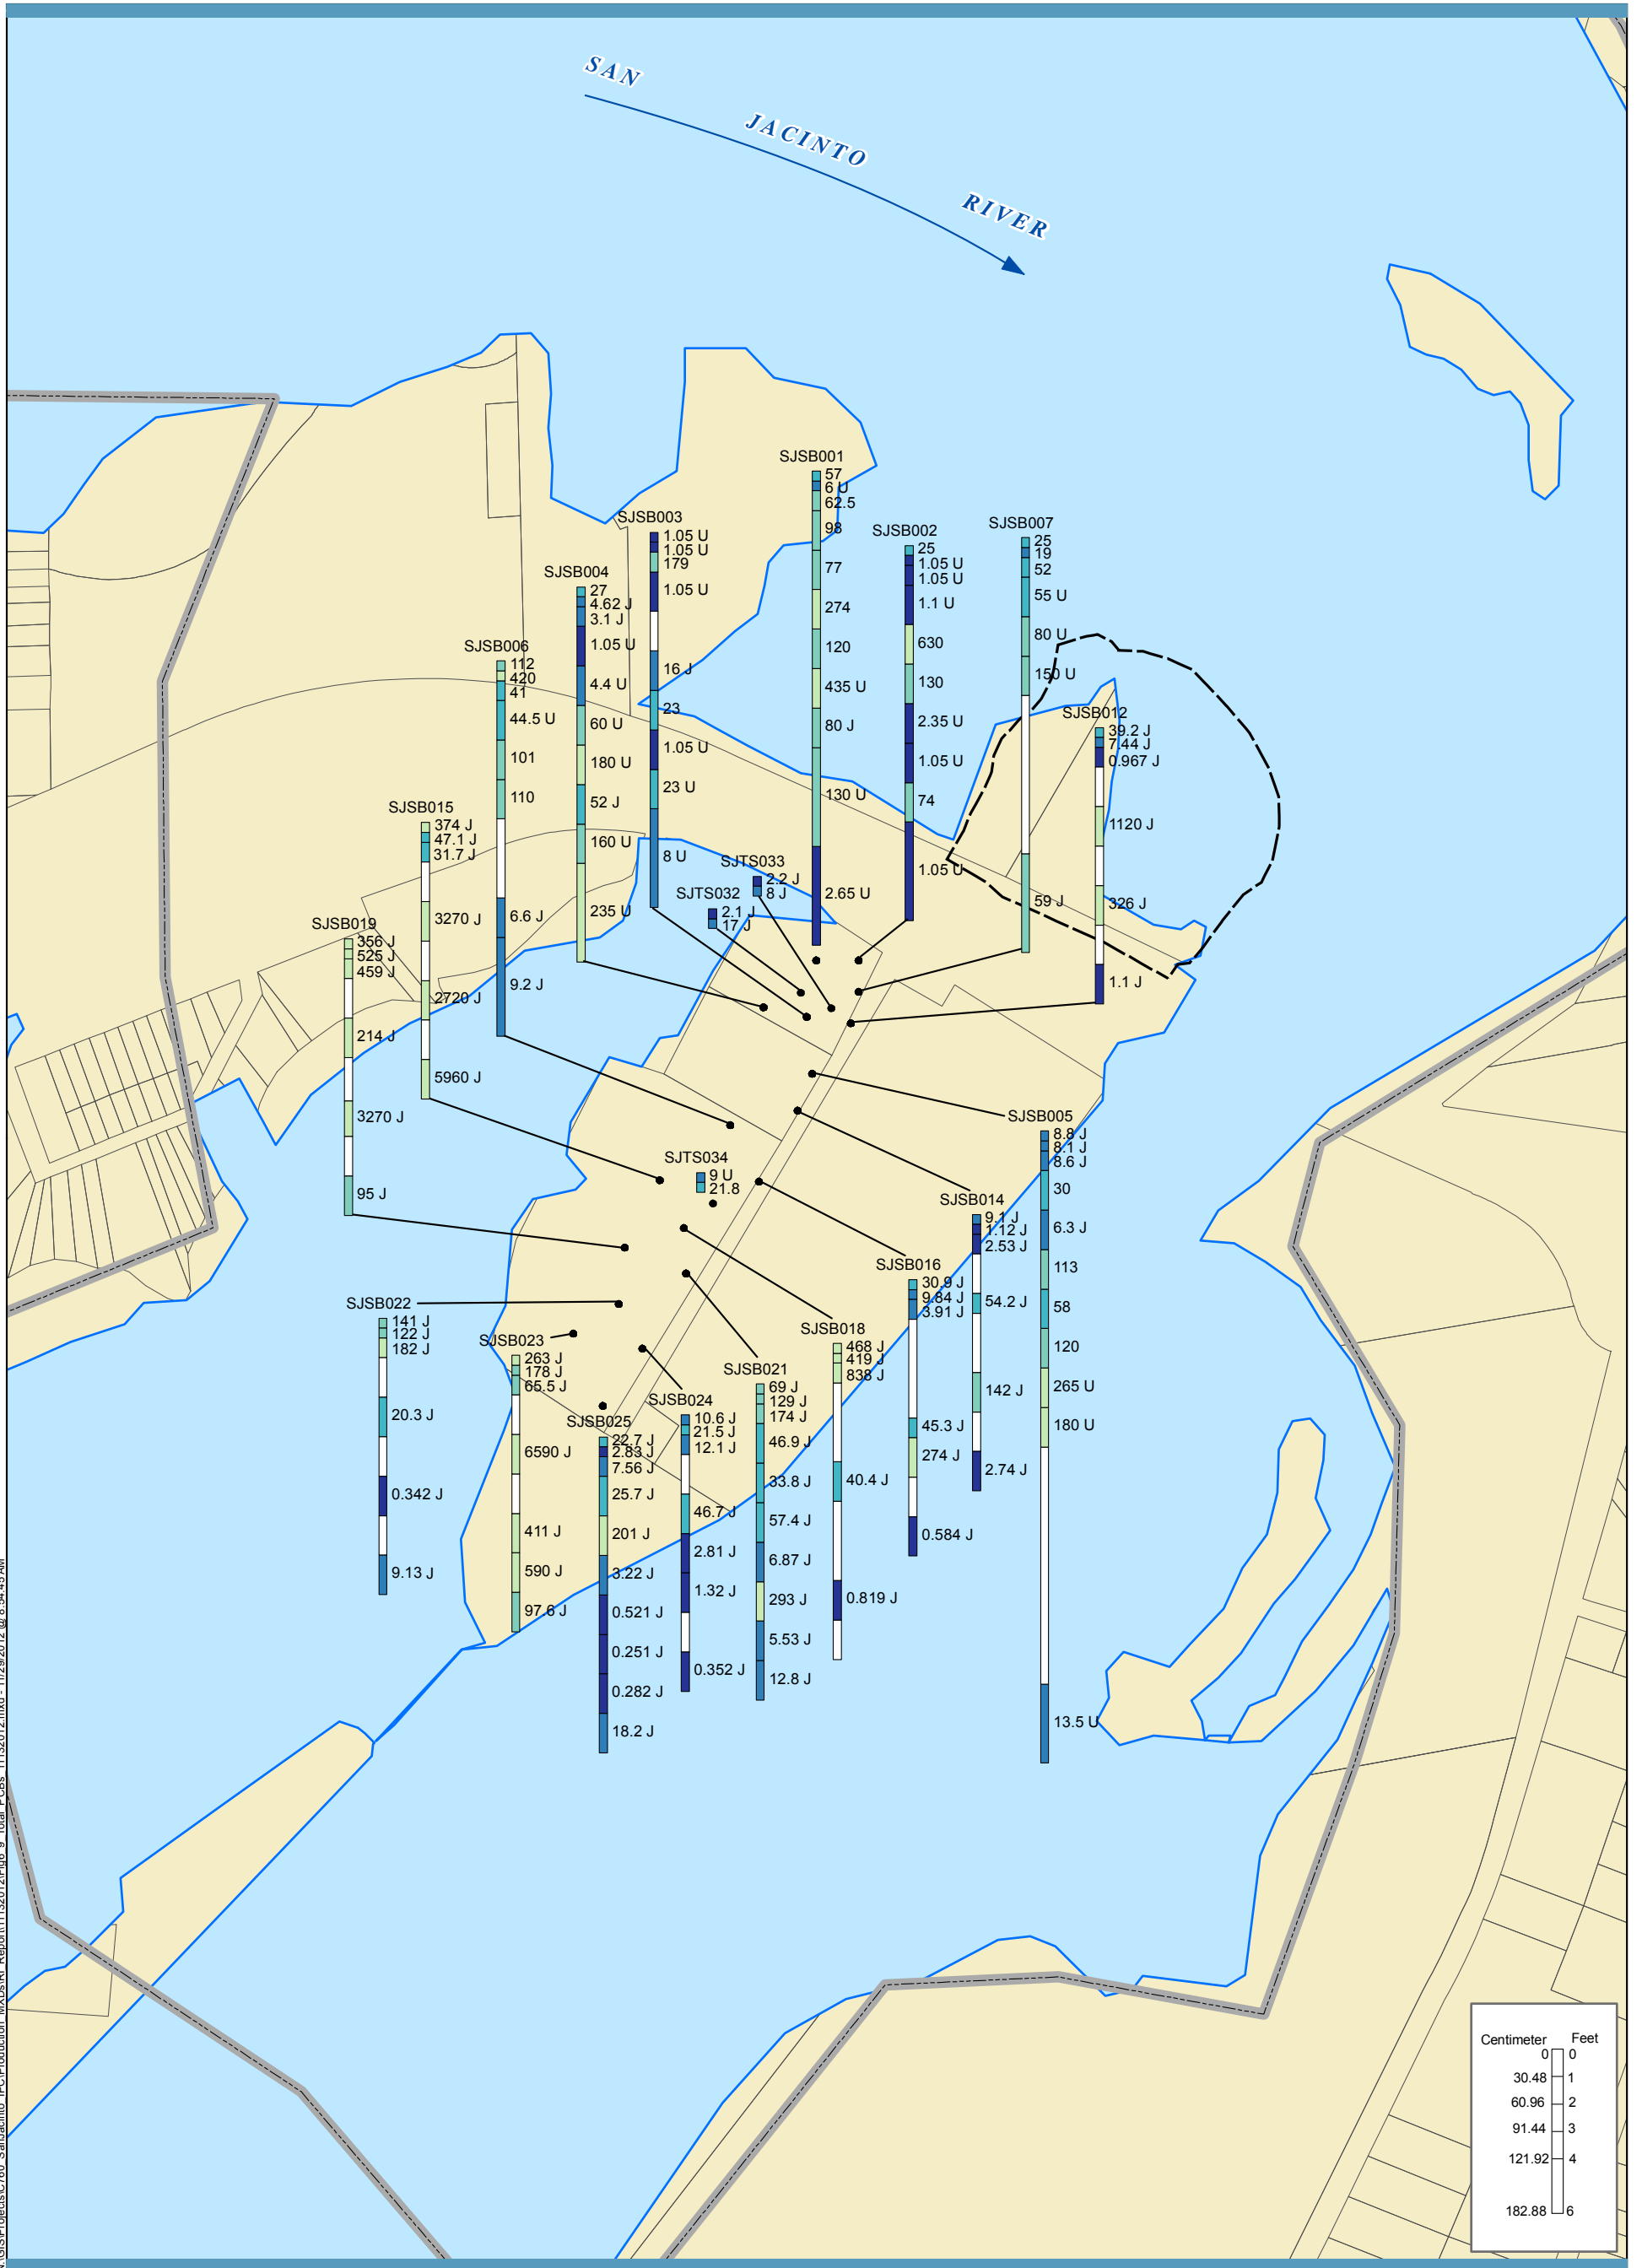 SAN
JACINTO
RIVER
SJSB001
57
6 U
62.5
98
77
274
120
435 U
80 J
130 U
2.65 U
SJSB002
25
1.05 U
1.05 U
1.1 U
630
130
2.35 U
1.05 U
74
1.05 U
SJSB007
25
19
52
55 U
80 U
150 U
59 J
SJSB003
1.05 U
1.05 U
179
1.05 U
16 J
23
1.05 U
23 U
8 U
SJSB004
27
4.62 J
3.1 J
1.05 U
4.4 U
60 U
180 U
52 J
160 U
235 U
SJSB006
112
420
41
44.5 U
101
110
6.6 J
9.2 J
SJSB012
39.2 J
7.44 J
0.967 J
1120 J
326 J
1.1 J
SJSB015
374 J
47.1 J
31.7 J
3270 J
2720 J
5960 J
SJTS033
2.2 J
8 J
SJTS032
2.1 J
17 J
SJSB019
356 J
525 J
459 J
214 J
3270 J
95 J
SJSB005
8.8 J
8.1 J
8.6 J
30
6.3 J
113
58
120
265 U
180 U
13.5 U
SJTS034
9 U
21.8
SJSB014
9.1 J
1.12 J
2.53 J
54.2 J
142 J
2.74 J
SJSB016
30.9 J
9.84 J
3.91 J
45.3 J
274 J
0.584 J
SJSB022
141 J
122 J
182 J
20.3 J
0.342 J
9.13 J
SJSB023
263 J
178 J
65.5 J
6590 J
411 J
590 J
97.6 J
SJSB018
468 J
419 J
838 J
40.4 J
0.819 J
SJSB021
69 J
129 J
174 J
46.9 J
33.8 J
57.4 J
6.87 J
293 J
5.53 J
12.8 J
SJSB024
10.6 J
21.5 J
12.1 J
46.7 J
2.81 J
1.32 J
0.352 J
SJSB025
22.7 J
2.83 J
7.56 J
25.7 J
201 J
3.22 J
0.521 J
0.251 J
0.282 J
18.2 J
Centimeter Feet
0 0
30.48 1
60.96 2
91.44 3
121.92 4
182.88 6